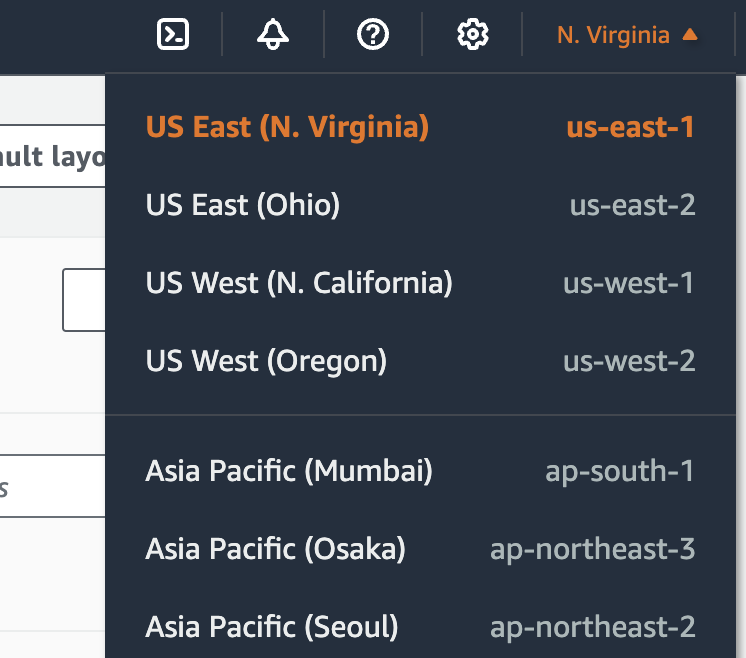 N. Virginia
US East (N. Virginia) us-east-1
ault layo
US East (Ohio) us-east-2
US West (N. California) us-west-1
US West (Oregon) us-west-2
Asia Pacific (Mumbai) ap-south-1
s
Asia Pacific (Osaka) ap-northeast-3
Asia Pacific (Seoul) ap-northeast-2